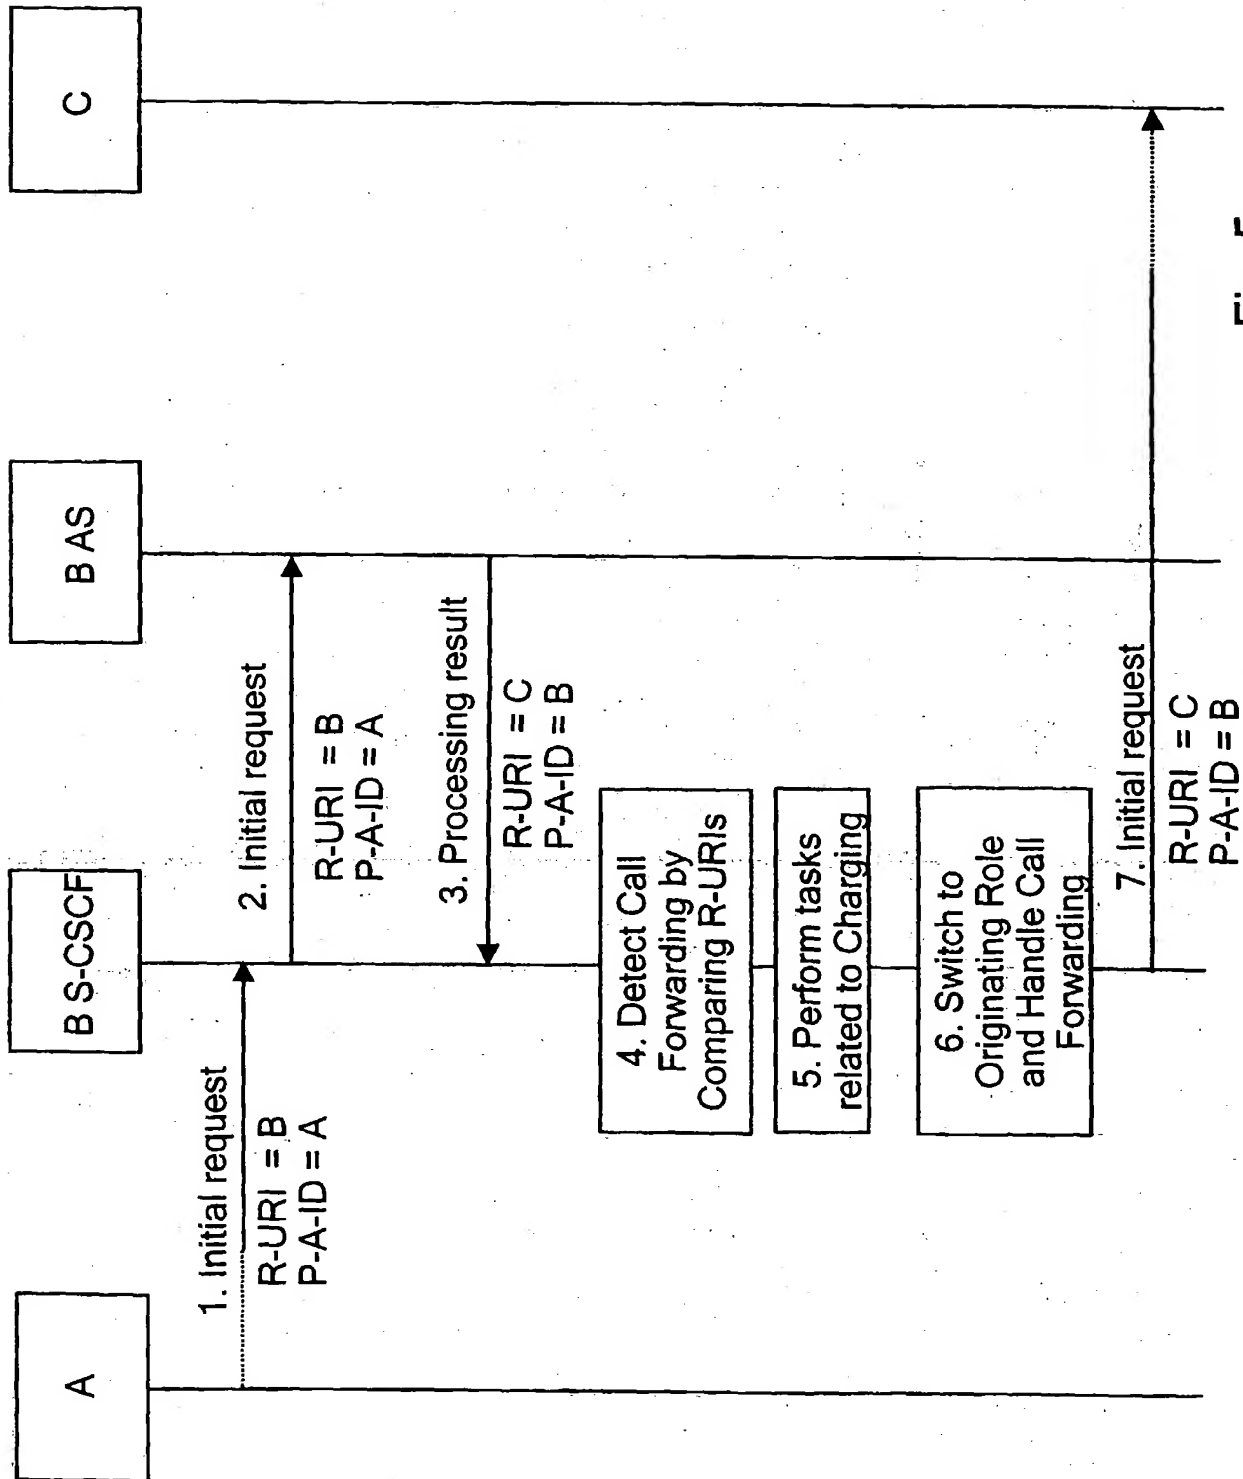 A
B S-CSCF
B AS
C
1. Initial request
R-URI = B
P-A-ID = A
2. Initial request
R-URI = B
P-A-ID = A
3. Processing result
R-URI = C
P-A-ID = B
4. Detect Call
Forwarding by
Comparing R-URIs
5. Perform tasks
related to Charging
6. Switch to
Originating Role
and Handle Call
Forwarding
7. Initial request
R-URI = C
P-A-ID = B